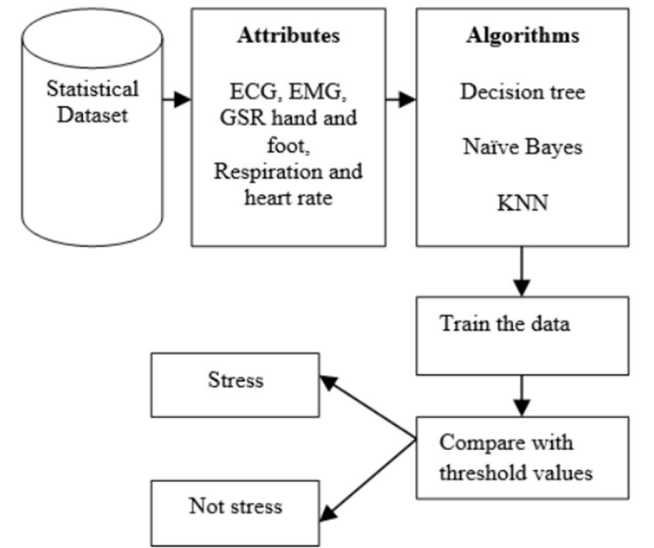 Statistical
Dataset
Attributes
ECG, EMG,
GSR hand and
foot,
Respiration and
heart rate
Algorithms
Decision tree
Naïve Bayes
KNN
Train the data
Compare with
threshold values
Stress
Not stress